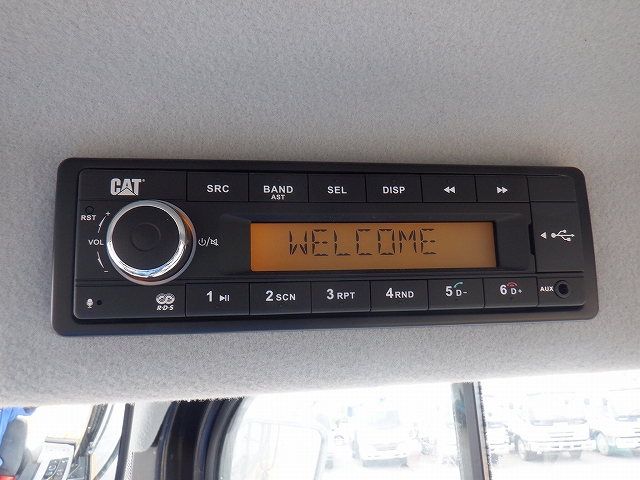 CAT
SRC
BAND
AST
SEL
DISP
RST
+
VOL
-
WELCOME
R·D·S
1
2 SCN
3 RPT
4 RND
5 D-
6 D+
AUX